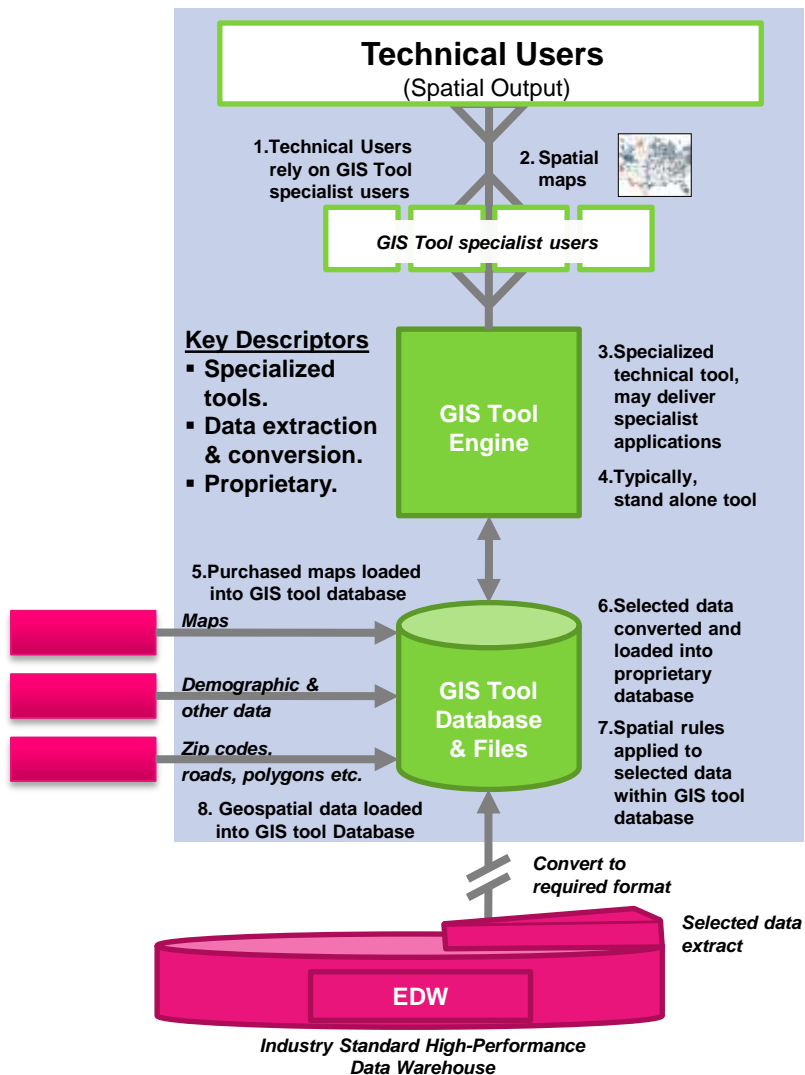 Technical Users
(Spatial Output)
1.Technical Users
rely on GIS Tool
specialist users
2. Spatial
maps
GIS Tool specialist users
Key Descriptors
▪ Specialized
tools.
▪ Data extraction
& conversion.
▪ Proprietary.
GIS Tool
Engine
3.Specialized
technical tool,
may deliver
specialist
applications
4.Typically,
stand alone tool
5.Purchased maps loaded
into GIS tool database
Maps
Demographic &
other data
Zip codes,
roads, polygons etc.
GIS Tool
Database
& Files
6.Selected data
converted and
loaded into
proprietary
database
7.Spatial rules
applied to
selected data
within GIS tool
database
8. Geospatial data loaded
into GIS tool Database
Convert to
required format
Selected data
extract
EDW
Industry Standard High-Performance
Data Warehouse